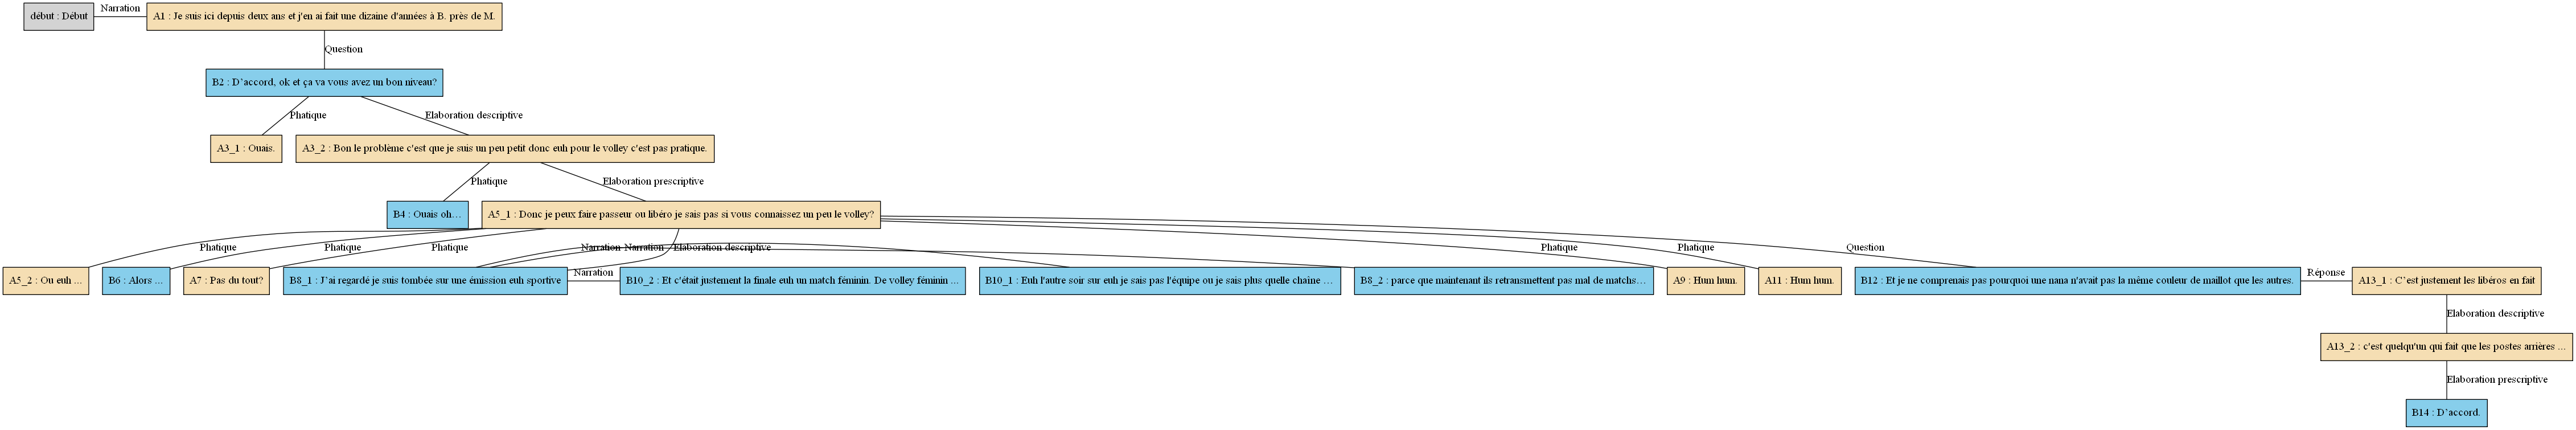 début : Début
Narration
A1 : Je suis ici depuis deux ans et j'en ai fait une dizaine d'années à B. près de M.
Question
B2 : D’accord, ok et ça va vous avez un bon niveau?
Phatique
Elaboration descriptive
A3_1 : Ouais.
A3_2 : Bon le problème c'est que je suis un peu petit donc euh pour le volley c'est pas pratique.
Phatique
Elaboration prescriptive
B4 : Ouais oh…
A5_1 : Donc je peux faire passeur ou libéro je sais pas si vous connaissez un peu le volley?
Phatique
Phatique
Phatique
Narration
Narration
Elaboration descriptive
Phatique
Phatique
Question
A5_2 : Ou euh ...
B6 : Alors ...
A7 : Pas du tout?
B8_1 : J’ai regardé je suis tombée sur une émission euh sportive
Narration
B10_2 : Et c'était justement la finale euh un match féminin. De volley féminin ...
B10_1 : Euh l'autre soir sur euh je sais pas l'équipe ou je sais plus quelle chaîne …
B8_2 : parce que maintenant ils retransmettent pas mal de matchs…
A9 : Hum hum.
A11 : Hum hum.
B12 : Et je ne comprenais pas pourquoi une nana n'avait pas la même couleur de maillot que les autres.
Réponse
A13_1 : C’est justement les libéros en fait
Elaboration descriptive
A13_2 : c'est quelqu'un qui fait que les postes arrières ...
Elaboration prescriptive
B14 : D’accord.